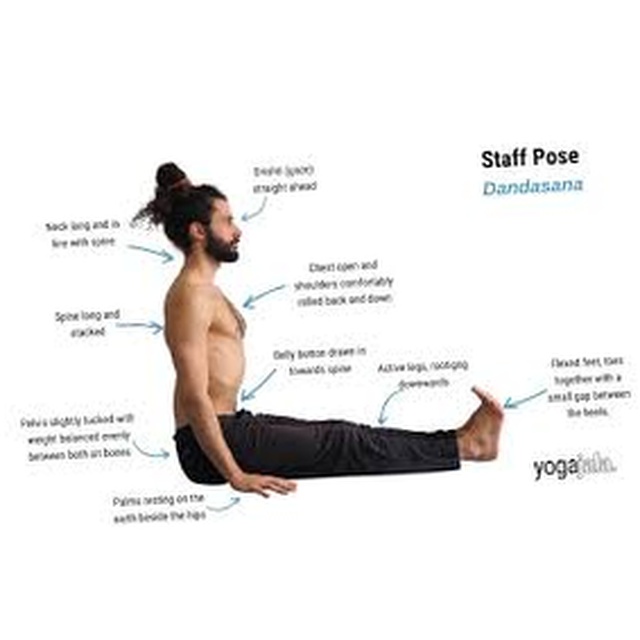 Staff Pose
Dandasana
Drishti (gaze)
straight ahead
Neck long and in
line with spine
Chest open and
shoulders comfortably
rolled back and down
Spine long and
stacked
Belly button drawn in
towards spine
Active legs, rootiging
downwards
Flexed feet, toes
together with a
small gap between
the heels.
Pelvis slightly tucked with
weight balanced evenly
between both sit bones
Palms resting on the
earth beside the hips
yogajala.